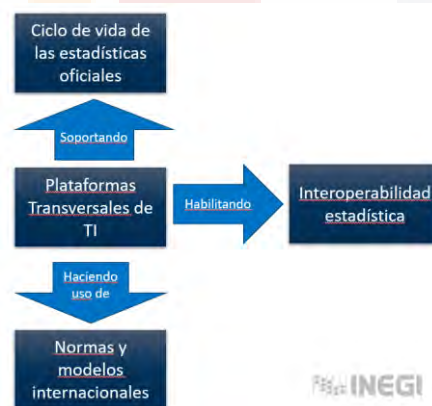 Ciclo de vida de
las estadísticas
oficiales
Soportando
Plataformas
Transversales de
TI
Habilitando
Interoperabilidad
estadística
Haciendo
uso de
Normas y
modelos
internacionales
INEGI